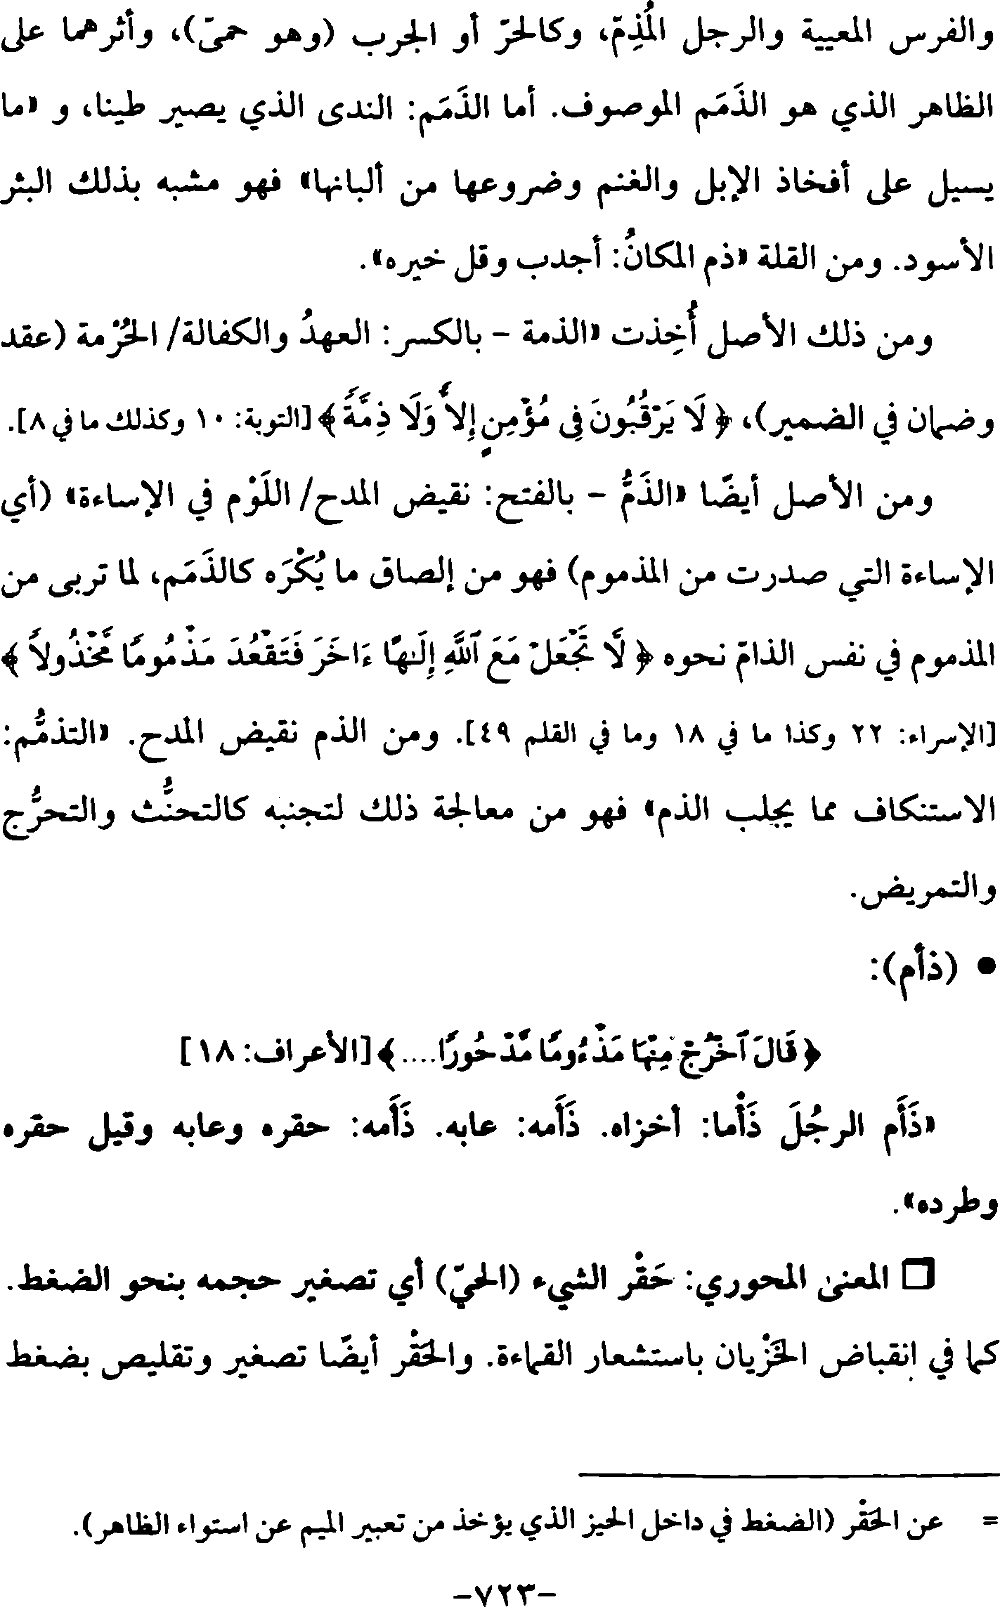 والفرس المعيبة والرجل المُذِمّ، وكالحرّ أو الجرب (وهو حمىّ)، وأثرهما على
الظاهر الذي هو الذَمَم الموصوف. أما الذَمَم: الندى الذي يصير طينا، و «ما
يسيل على أفخاذ الإبل والغنم وضروعها من ألبانها» فهو مشبه بذلك البثر
الأسود. ومن القلة «ذم المكانُ: أجدب وقل خيره».
ومن ذلك الأصل أُخِذت «الذمة – بالكسر: العهدُ والكفالة/ الحُرْمة (عقد
وضمان في الضمير)، ﴿ لَا يَرْقُبُونَ فِى مُؤْمِنٍ إِلاًّ وَلَا ذِمَّةً ﴾ [التوبة: ١٠ وكذلك ما في ٨].
ومن الأصل أيضًا «الذَمُّ – بالفتح: نقيض المدح/ اللَوْم في الإساءة» (أي
الإساءة التي صدرت من المذموم) فهو من إلصاق ما يُكْرَه كالذَمَم، لما تربى من
المذموم في نفس الذامّ نحوه ﴿ لَّا تَجْعَلْ مَعَ ٱللَّهِ إِلَـٰهًا ءَاخَرَ فَتَقْعُدَ مَذْمُومًا مَّخْذُولاً ﴾
[الإسراء: ٢٢ وكذا ما في ١٨ وما في القلم ٤٩]. ومن الذم نقيض المدح. «التذمُّم:
الاستنكاف مما يجلب الذم» فهو من معالجة ذلك لتجنبه كالتحنُّث والتحرُّج
والتمريض.
● (ذأم):
﴿ قَالَ ٱخْرُجْ مِنْهَا مَذْءُومًا مَّدْحُورًا.... ﴾ [الأعراف: ١٨]
«ذَأَم الرجُلَ ذَأْما: أخزاه. ذَأَمه: عابه. ذَأَمه: حقره وعابه وقيل حقره
وطرده».
❑ المعنى المحوري: حَقْر الشيء (الحيّ) أي تصغير حجمه بنحو الضغط.
كما في انقباض الخَزْيان باستشعار القماءة. والحَقْر أيضًا تصغير وتقليص بضغط
= عن الحَقْر (الضغط في داخل الحيز الذي يؤخذ من تعبير الميم عن استواء الظاهر).
-٧٢٣-